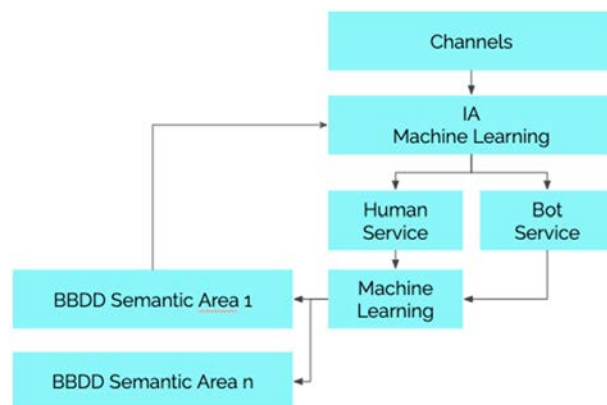 Channels
IA
Machine Learning
Human
Service
Bot
Service
BBDD Semantic Area 1
Machine
Learning
BBDD Semantic Area n